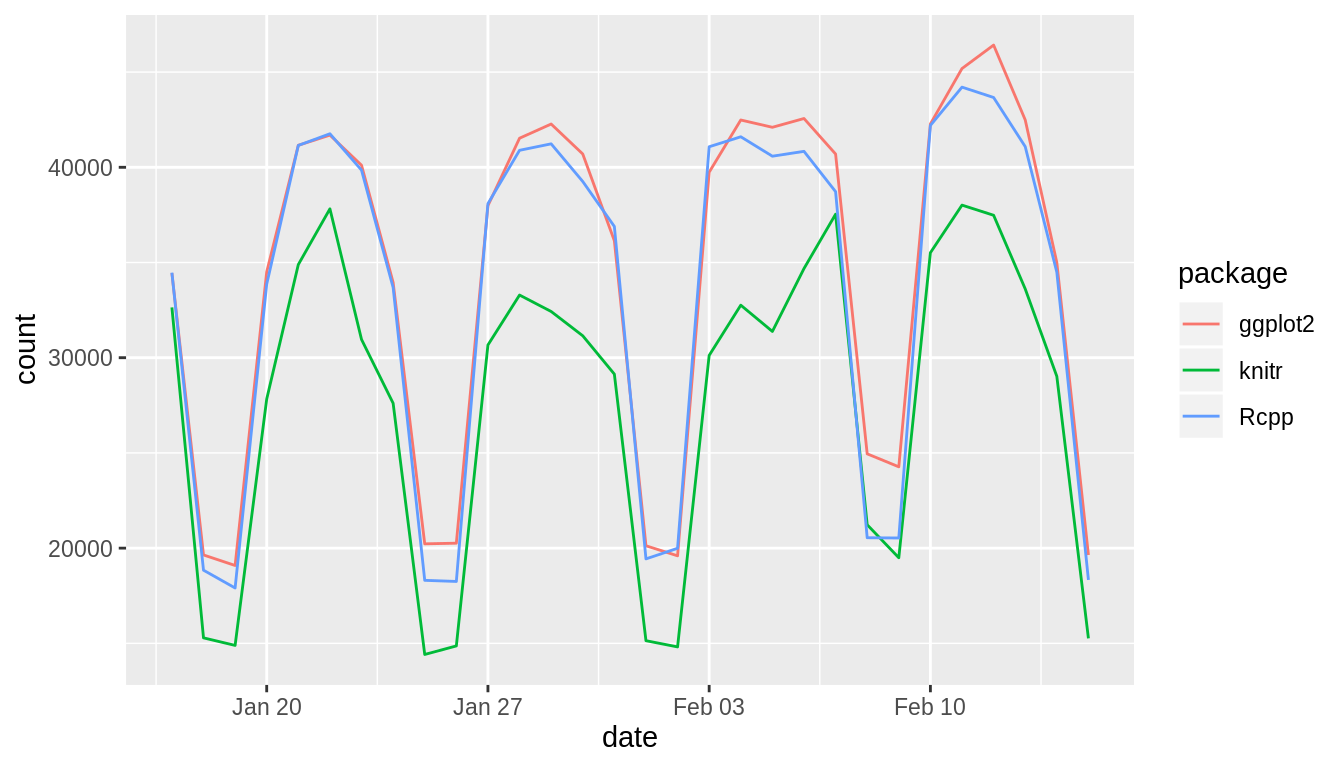 count
40000
30000
20000
Jan 20
Jan 27
Feb 03
Feb 10
date
package
ggplot2
knitr
Rcpp